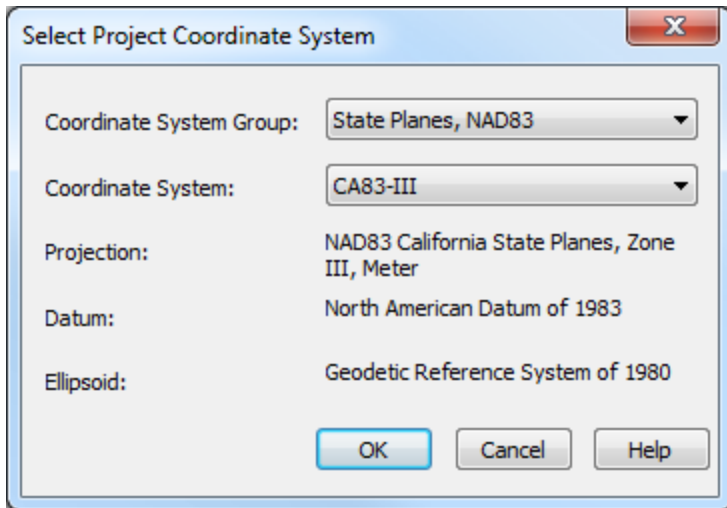 Select Project Coordinate System
Coordinate System Group: State Planes, NAD83
Coordinate System: CA83-III
Projection: NAD83 California State Planes, Zone
III, Meter
Datum: North American Datum of 1983
Ellipsoid: Geodetic Reference System of 1980
OK Cancel Help